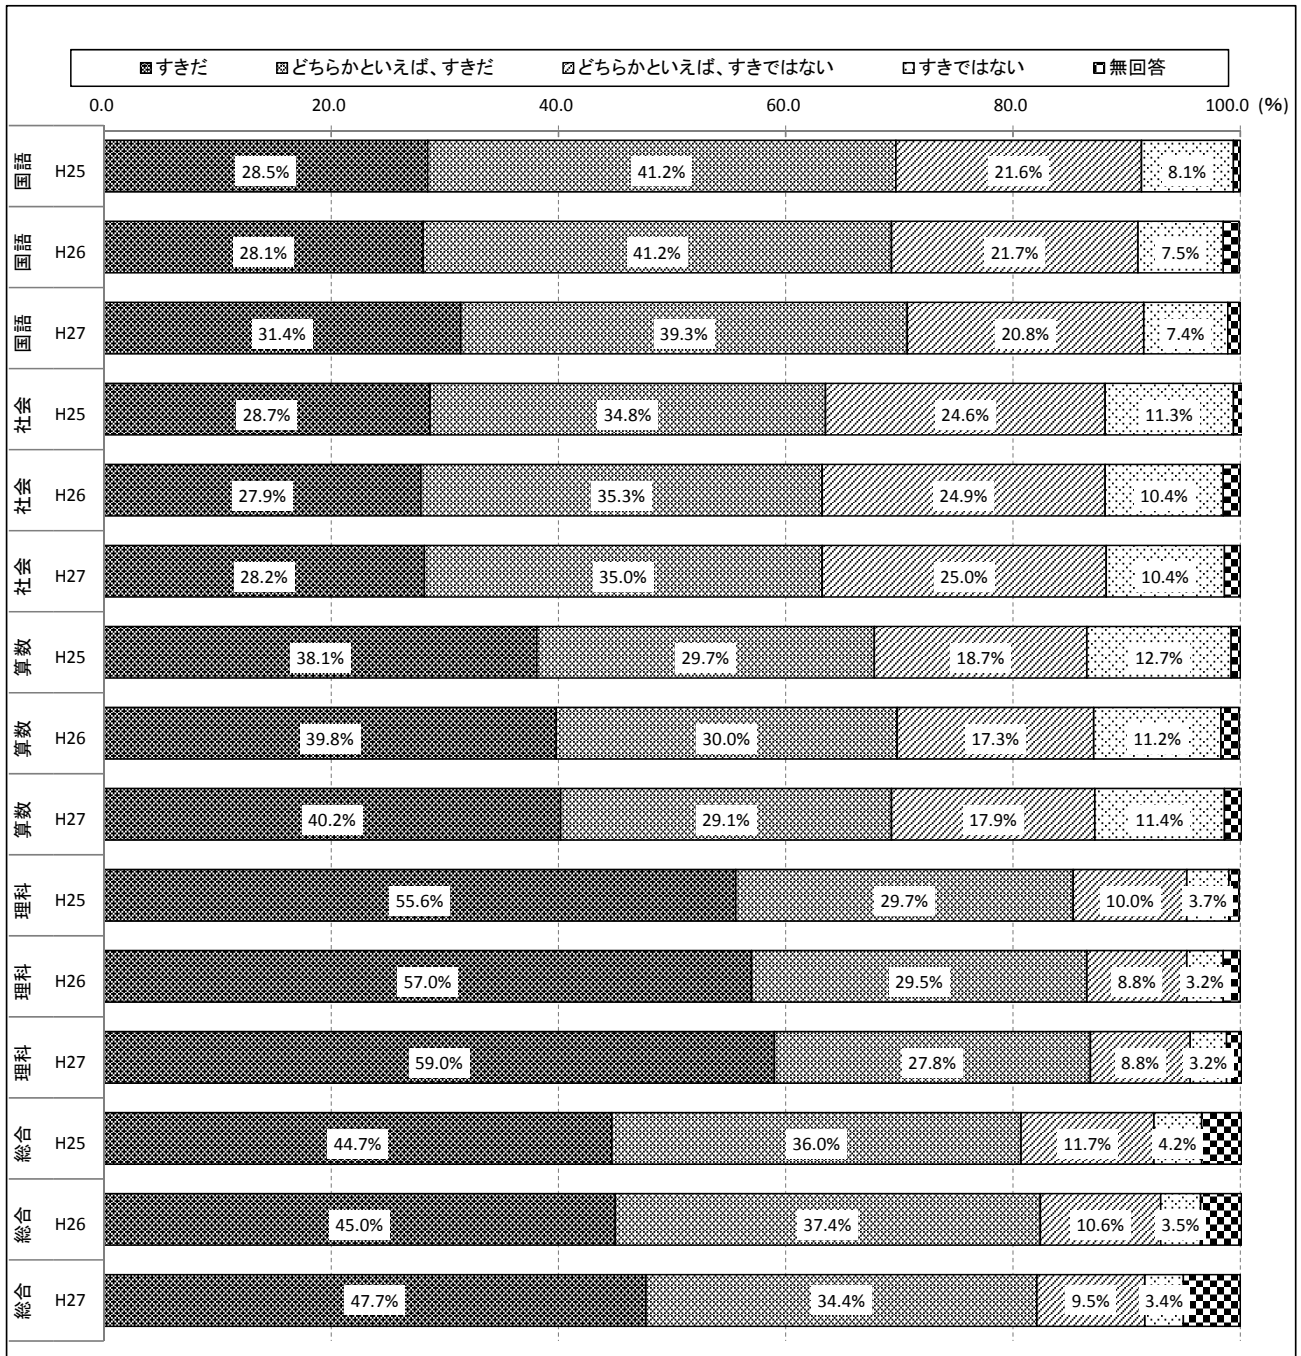 すきだ どちらかといえば、すきだ どちらかといえば、すきではない すきではない 無回答
0.0 20.0 40.0 60.0 80.0 100.0 (%)
国語 H25 28.5% 41.2% 21.6% 8.1%
国語 H26 28.1% 41.2% 21.7% 7.5%
国語 H27 31.4% 39.3% 20.8% 7.4%
社会 H25 28.7% 34.8% 24.6% 11.3%
社会 H26 27.9% 35.3% 24.9% 10.4%
社会 H27 28.2% 35.0% 25.0% 10.4%
算数 H25 38.1% 29.7% 18.7% 12.7%
算数 H26 39.8% 30.0% 17.3% 11.2%
算数 H27 40.2% 29.1% 17.9% 11.4%
理科 H25 55.6% 29.7% 10.0% 3.7%
理科 H26 57.0% 29.5% 8.8% 3.2%
理科 H27 59.0% 27.8% 8.8% 3.2%
総合 H25 44.7% 36.0% 11.7% 4.2%
総合 H26 45.0% 37.4% 10.6% 3.5%
総合 H27 47.7% 34.4% 9.5% 3.4%